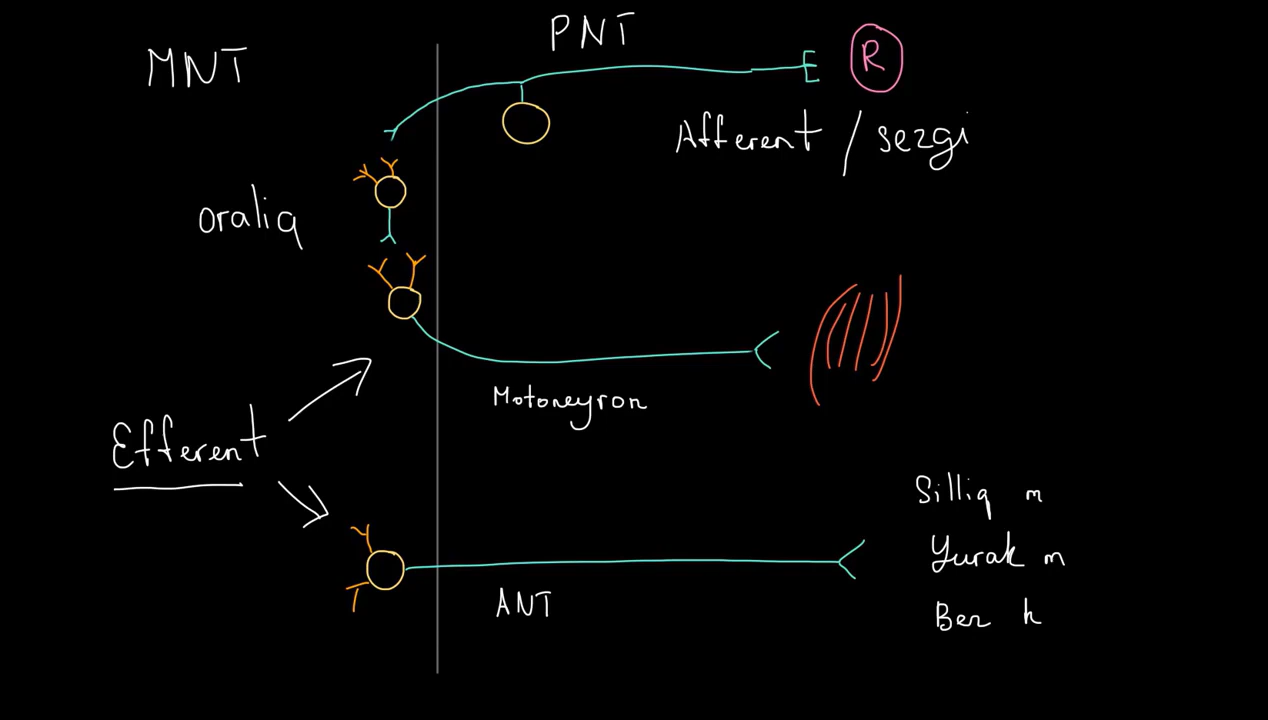 MNT
PNT
R
Afferent / sezgi
oraliq
Motoneyron
Efferent
Silliq m
Yurak m
ANT
Bez h